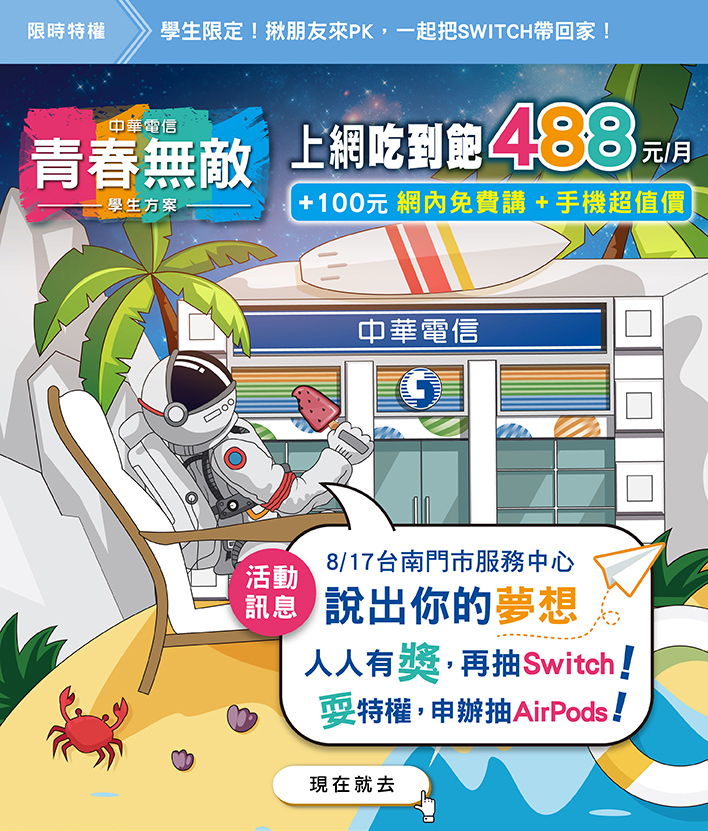 限時特權
學生限定！揪朋友來PK，一起把SWITCH帶回家！
中華電信
青春無敵
學生方案
上網吃到飽488元/月
+100元 網內免費講 + 手機超值價
中華電信
活動
訊息
8/17台南門市服務中心
說出你的夢想
人人有獎，再抽Switch！
耍特權，申辦抽AirPods！
現在就去